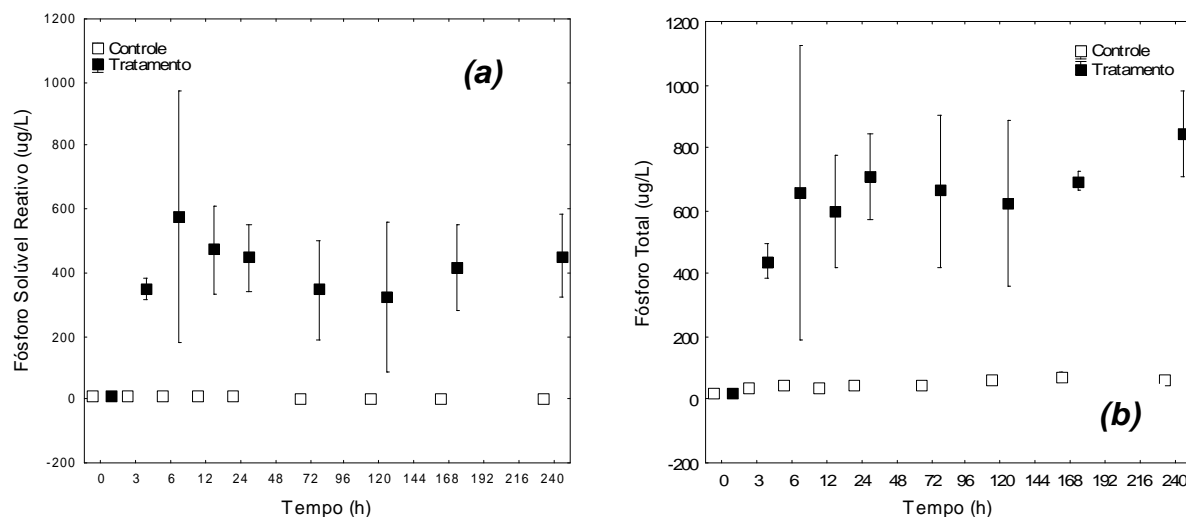 1200
1000
800
600
400
200
0
-200
Fósforo Solúvel Reativo (ug/L)
Controle
Tratamento
(a)
0 3 6 12 24 48 72 96 120 144 168 192 216 240
Tempo (h)
1200
1000
800
600
400
200
0
-200
Fósforo Total (ug/L)
Controle
Tratamento
(b)
0 3 6 12 24 48 72 96 120 144 168 192 216 240
Tempo (h)